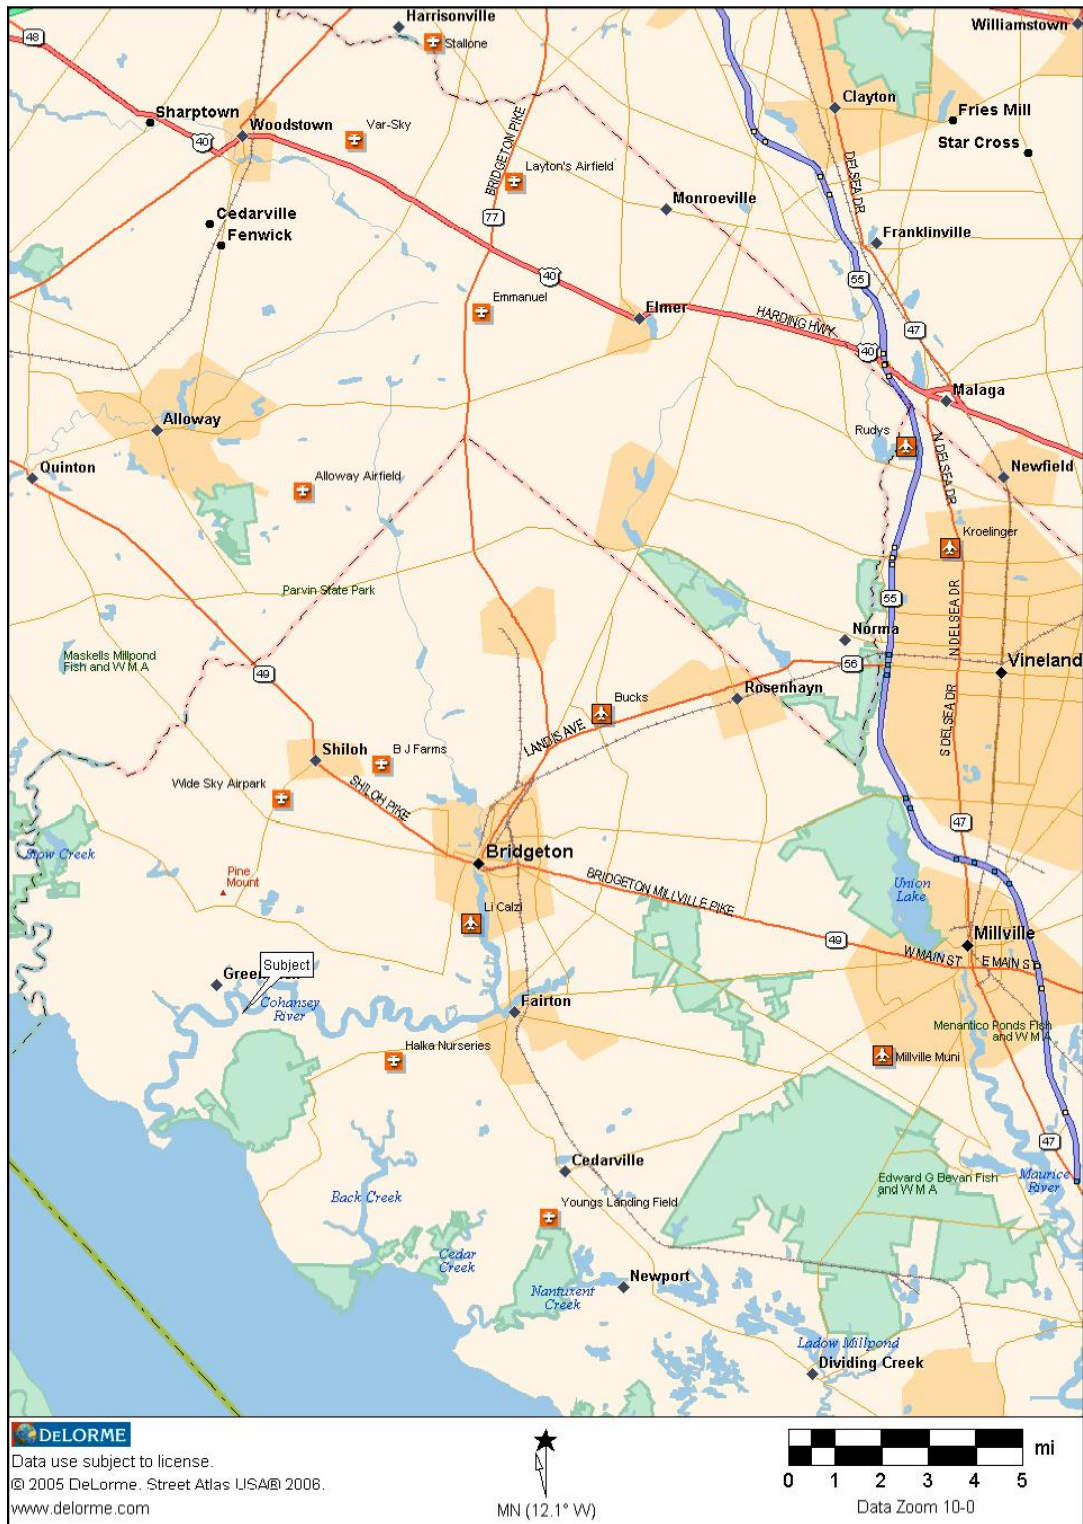 Harrisonville
Williamstown
48
Stallone
Clayton
Fries Mill
Sharptown
Woodstown
Var-Sky
40
BRIDGETON PIKE
Star Cross
DELSEA DR
Layton's Airfield
Monroeville
Cedarville
77
Fenwick
Franklinville
40
55
Emmanuel
Elmer
HARDING HWY
47
40
Malaga
Alloway
Rudys
N DELSEA DR
Quinton
Alloway Airfield
Newfield
Kroelinger
Parvin State Park
55
N DELSEA DR
Norma
Maskells Millpond
Fish and W M A
49
56
Vineland
Rosenhayn
Bucks
S DELSEA DR
LANDIS AVE
Shiloh
B J Farms
Wide Sky Airpark
SHILOH PIKE
47
Stow Creek
Bridgeton
Pine
Mount
BRIDGETON MILLVILLE PIKE
Union
Lake
Li Calzi
49
Millville
W MAIN ST
E MAIN S
Subject
Gree
Cohansey
River
Fairton
Menantico Ponds Fish
and W M A
Halka Nurseries
Millville Muni
47
Cedarville
Maurice
River
Edward G Bevan Fish
and W M A
Back Creek
Youngs Landing Field
Cedar
Creek
Newport
Nantuxent
Creek
Ladow Millpond
Dividing Creek
DELORME
Data use subject to license.
© 2005 DeLorme. Street Atlas USA® 2006.
www.delorme.com
MN (12.1° W)
mi
0 1 2 3 4 5
Data Zoom 10-0